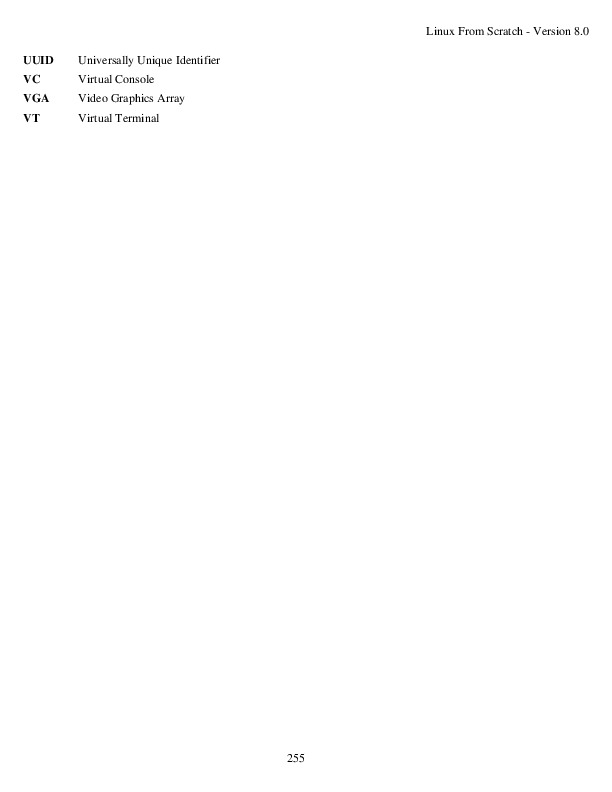 Linux From Scratch - Version 8.0
UUID Universally Unique Identifier
VC Virtual Console
VGA Video Graphics Array
VT Virtual Terminal
255